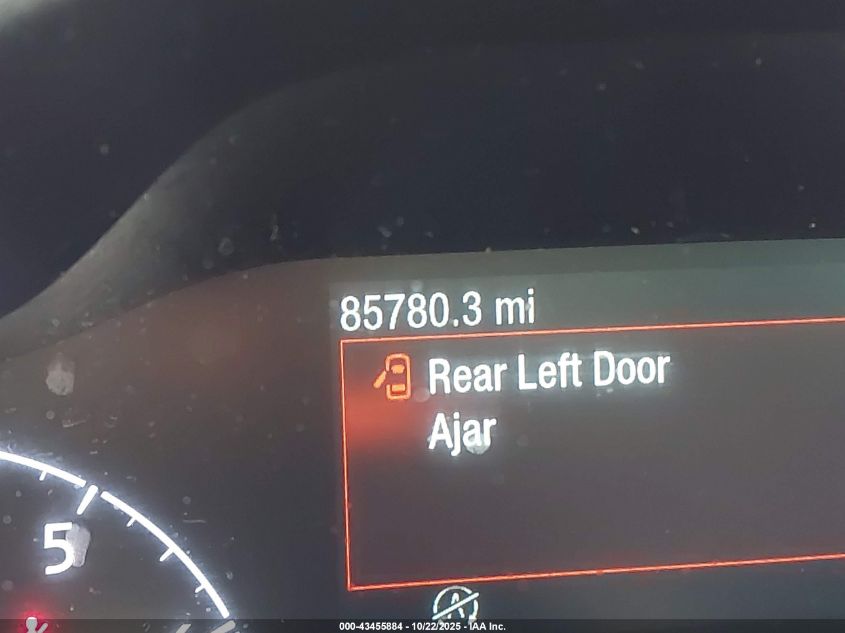 85780.3 mi
Rear Left Door
Ajar
5
A
000-43455884 - 10/22/2025 - IAA Inc.